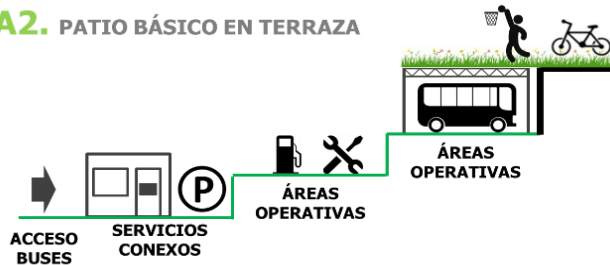 A2. PATIO BÁSICO EN TERRAZA
ÁREAS
OPERATIVAS
P
ÁREAS
OPERATIVAS
SERVICIOS
CONEXOS
ACCESO
BUSES